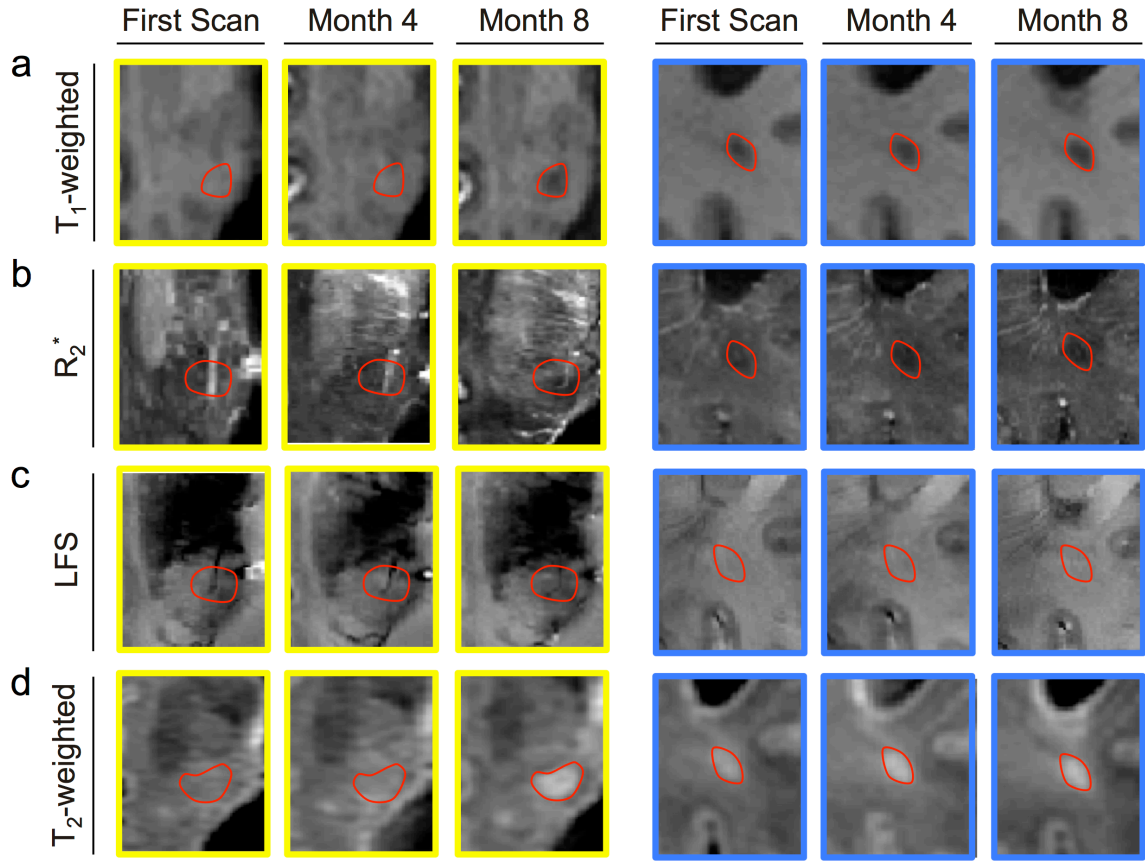 First Scan Month 4 Month 8 First Scan Month 4 Month 8
a
T₁-weighted
b
R₂*
c
LFS
d
T₂-weighted